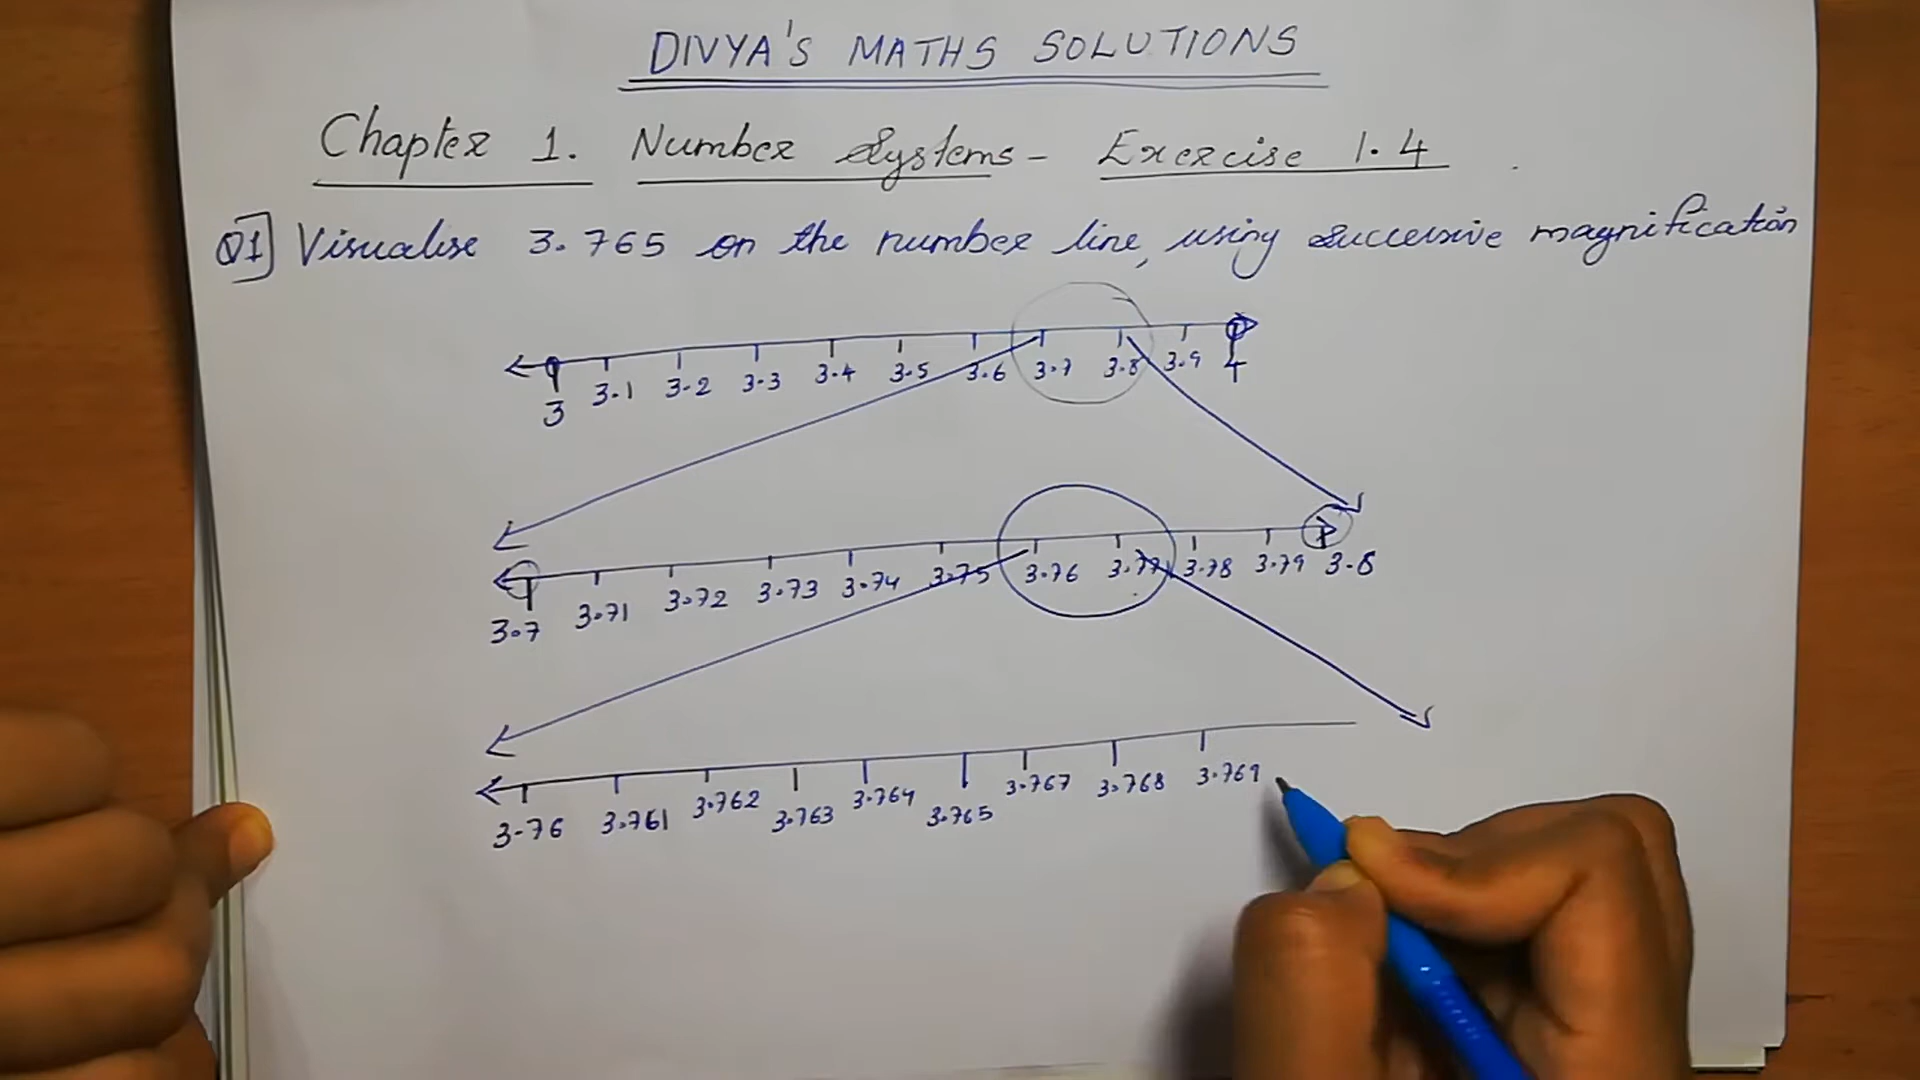 DIVYA'S MATHS SOLUTIONS
Chapter 1. Number Systems - Exercise 1.4
Q1] Visualise 3.765 on the number line, using successive magnification
3 3.1 3.2 3.3 3.4 3.5 3.6 3.7 3.8 3.9 4
3.7 3.71 3.72 3.73 3.74 3.75 3.76 3.77 3.78 3.79 3.8
3.76 3.761 3.762 3.763 3.764 3.765 3.767 3.768 3.769